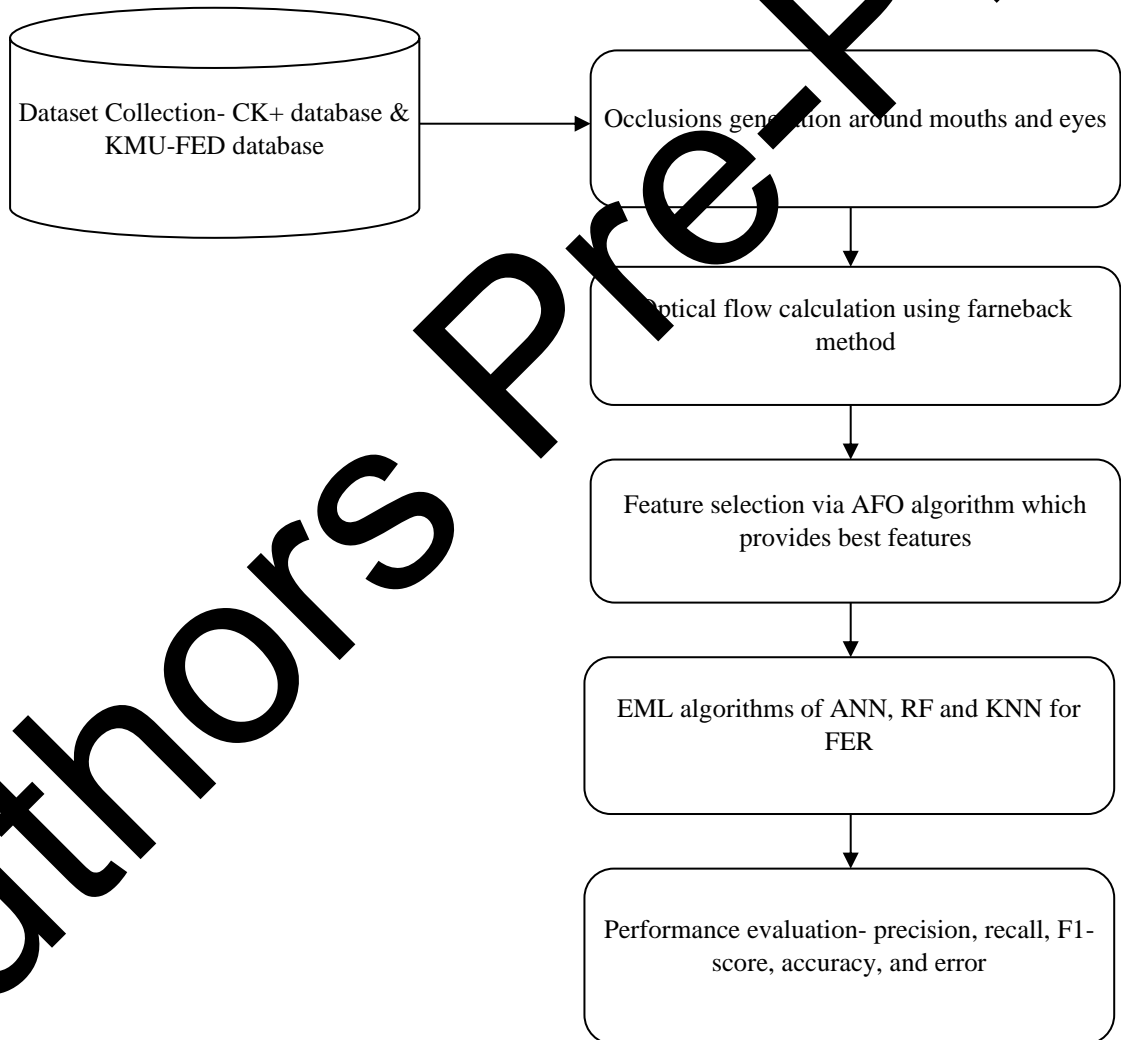 Dataset Collection- CK+ database &
KMU-FED database
Occlusions generation around mouths and eyes
Optical flow calculation using farneback
method
Feature selection via AFO algorithm which
provides best features
EML algorithms of ANN, RF and KNN for
FER
Performance evaluation- precision, recall, F1-
score, accuracy, and error
thors Pre-